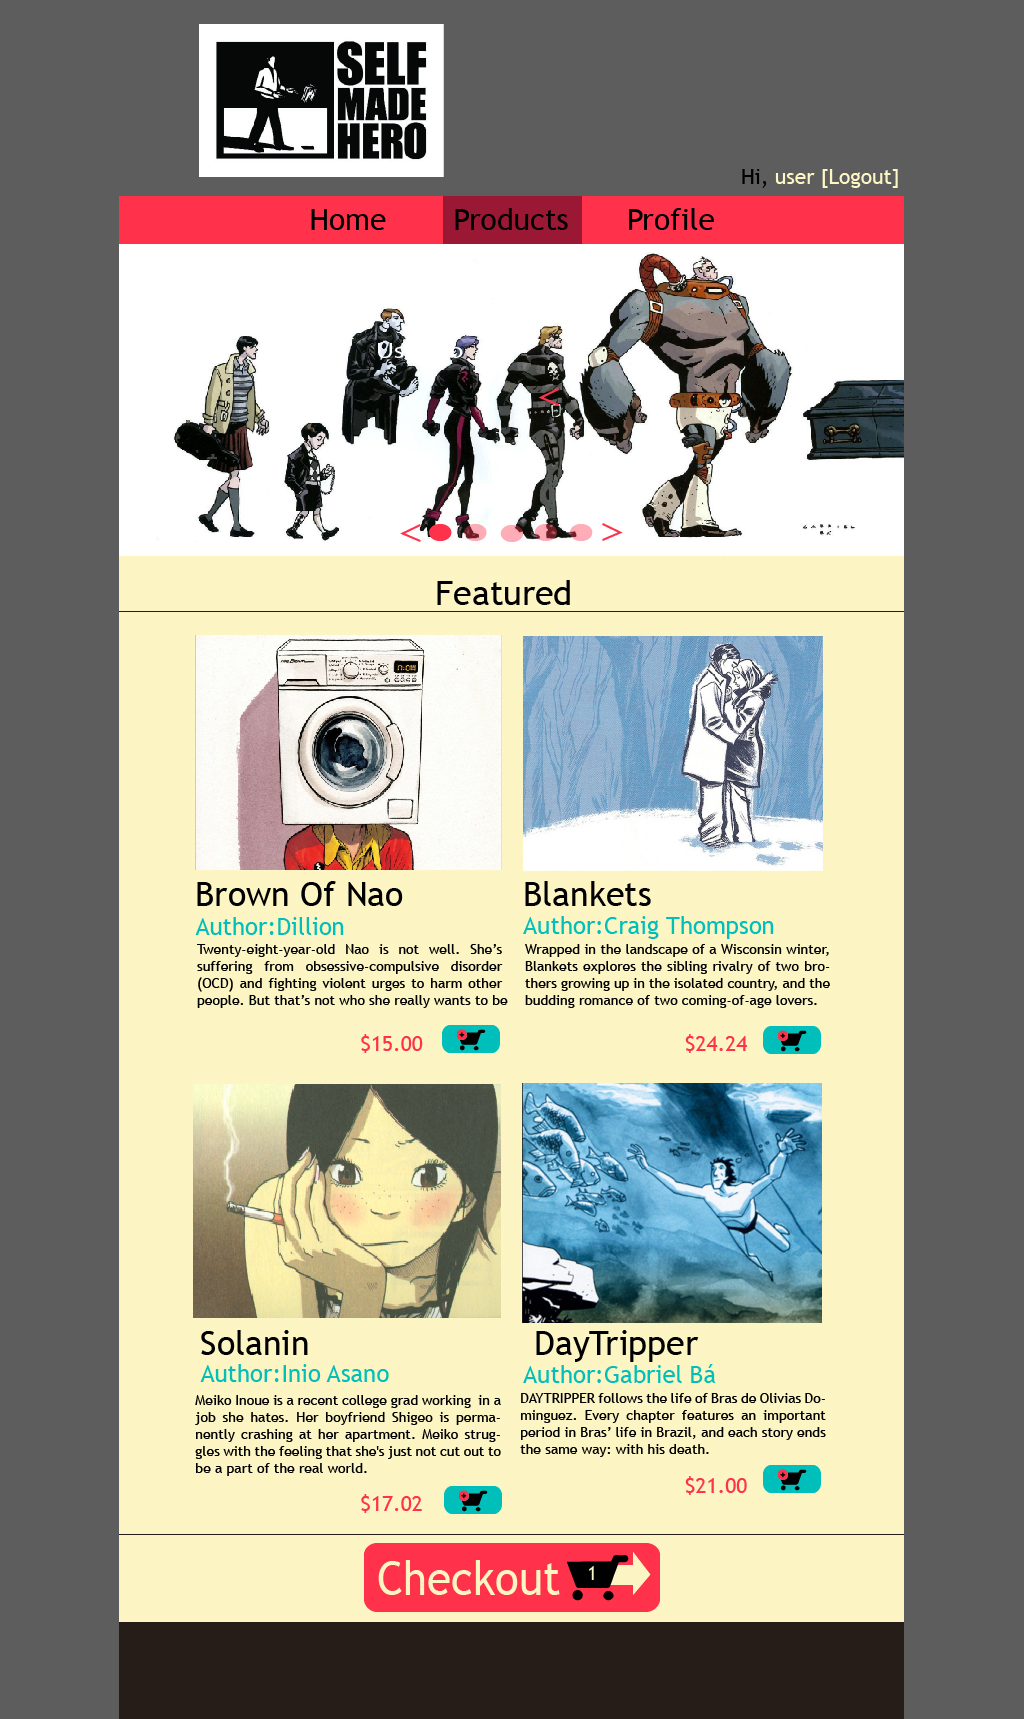 SELF
MADE
HERO
Hi, user [Logout]
Home Products Profile
< >
Featured
Brown Of Nao
Author:Dillion
Twenty-eight-year-old Nao is not well. She’s
suffering from obsessive-compulsive disorder
(OCD) and fighting violent urges to harm other
people. But that’s not who she really wants to be
$15.00
Blankets
Author:Craig Thompson
Wrapped in the landscape of a Wisconsin winter,
Blankets explores the sibling rivalry of two bro-
thers growing up in the isolated country, and the
budding romance of two coming-of-age lovers.
$24.24
Solanin
Author:Inio Asano
Meiko Inoue is a recent college grad working in a
job she hates. Her boyfriend Shigeo is perma-
nently crashing at her apartment. Meiko strug-
gles with the feeling that she's just not cut out to
be a part of the real world.
$17.02
DayTripper
Author:Gabriel Bá
DAYTRIPPER follows the life of Bras de Olivias Do-
minguez. Every chapter features an important
period in Bras’ life in Brazil, and each story ends
the same way: with his death.
$21.00
Checkout 1